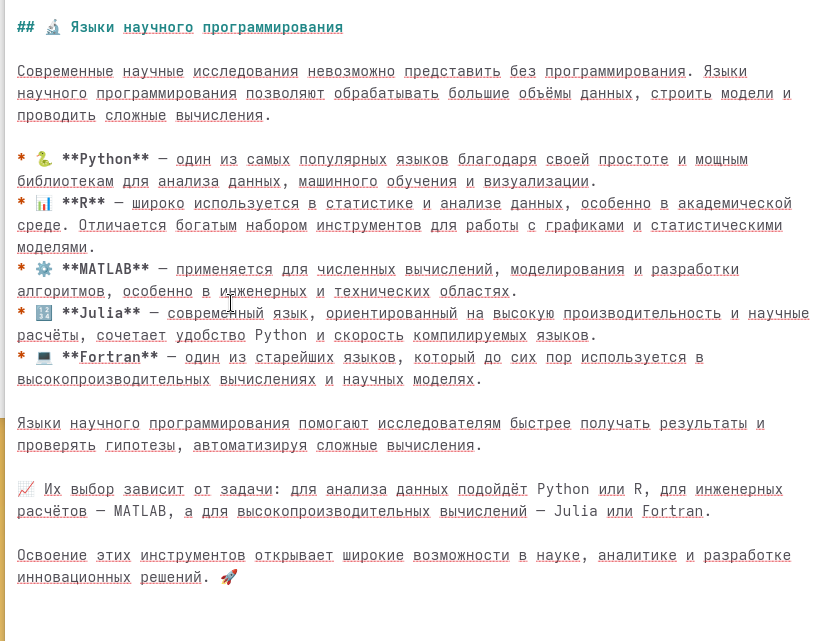 ## 🔬 Языки научного программирования
Современные научные исследования невозможно представить без программирования. Языки
научного программирования позволяют обрабатывать большие объёмы данных, строить модели и
проводить сложные вычисления.
* 🐍 **Python** — один из самых популярных языков благодаря своей простоте и мощным
библиотекам для анализа данных, машинного обучения и визуализации.
* 📊 **R** — широко используется в статистике и анализе данных, особенно в академической
среде. Отличается богатым набором инструментов для работы с графиками и статистическими
моделями.
* ⚙️ **MATLAB** — применяется для численных вычислений, моделирования и разработки
алгоритмов, особенно в инженерных и технических областях.
* 🔢 **Julia** — современный язык, ориентированный на высокую производительность и научные
расчёты, сочетает удобство Python и скорость компилируемых языков.
* 💻 **Fortran** — один из старейших языков, который до сих пор используется в
высокопроизводительных вычислениях и научных моделях.
Языки научного программирования помогают исследователям быстрее получать результаты и
проверять гипотезы, автоматизируя сложные вычисления.
📈 Их выбор зависит от задачи: для анализа данных подойдёт Python или R, для инженерных
расчётов — MATLAB, а для высокопроизводительных вычислений — Julia или Fortran.
Освоение этих инструментов открывает широкие возможности в науке, аналитике и разработке
инновационных решений. 🚀